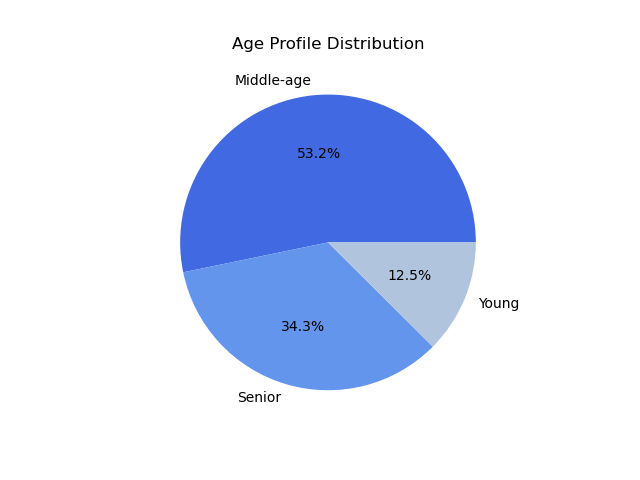 Age Profile Distribution
Middle-age
53.2%
12.5%
Young
34.3%
Senior